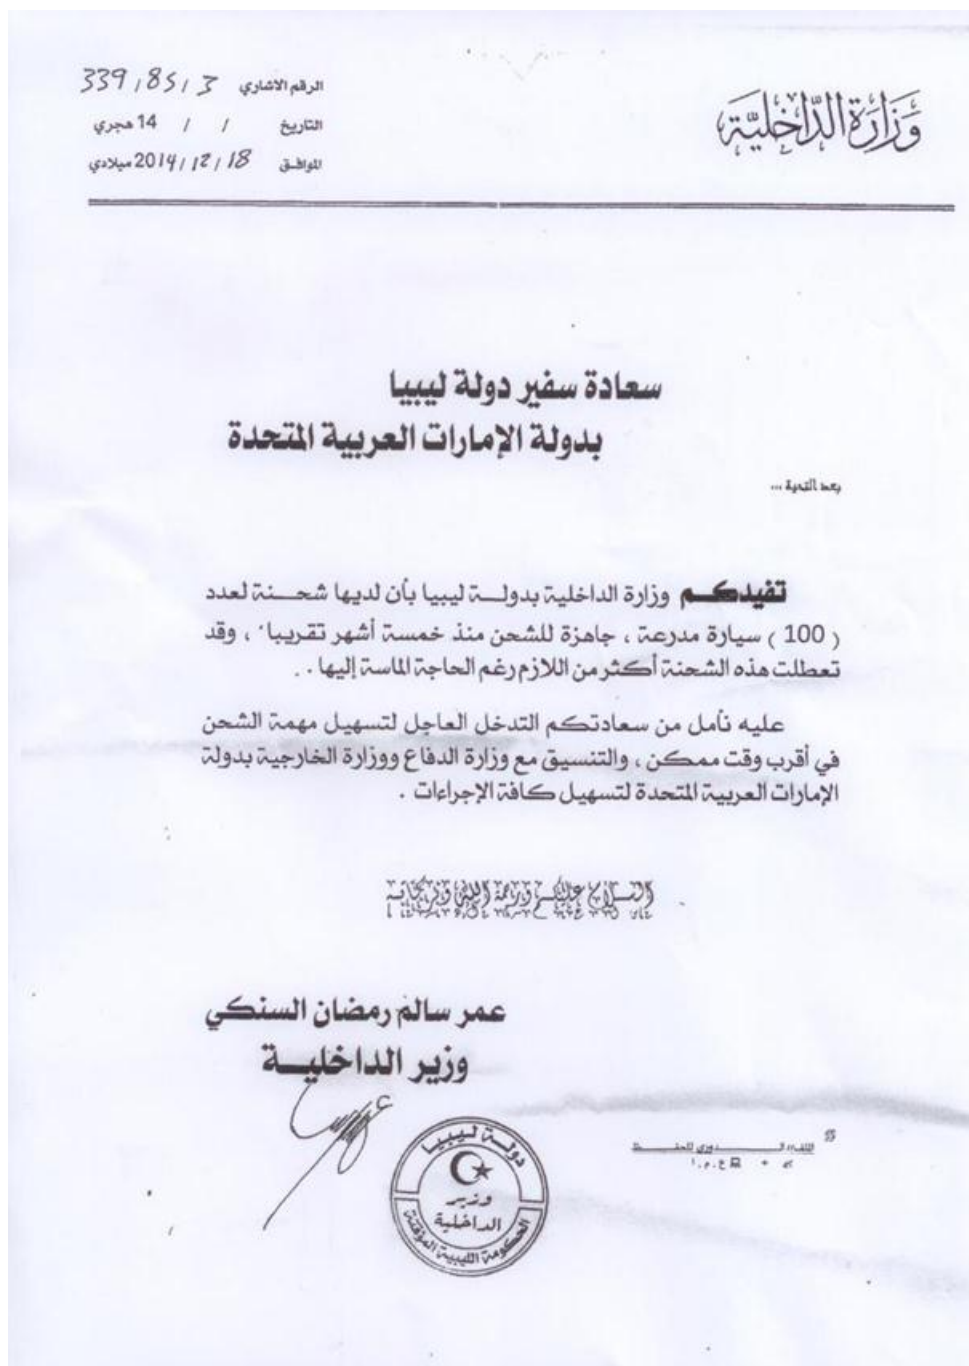 وزارة الداخلية
الرقم الاشاري 3 / 85 / 339
التاريخ / / 14 هجري
الموافق 18 / 12 / 2014 ميلادي
سعادة سفير دولة ليبيا
بدولة الإمارات العربية المتحدة
بعد التحية ...
تفيدكم وزارة الداخلية بدولة ليبيا بأن لديها شحنة لعدد
( 100 ) سيارة مدرعة ، جاهزة للشحن منذ خمسة أشهر تقريبا ، وقد
تعطلت هذه الشحنة أكثر من اللازم رغم الحاجة الماسة إليها .
عليه نأمل من سعادتكم التدخل العاجل لتسهيل مهمة الشحن
في أقرب وقت ممكن ، والتنسيق مع وزارة الدفاع ووزارة الخارجية بدولة
الإمارات العربية المتحدة لتسهيل كافة الإجراءات .
السلام عليكم ورحمة الله وبركاته
عمر سالم رمضان السنكي
وزير الداخلية
دولة ليبيا
وزير
الداخلية
الحكومة الليبية المؤقتة